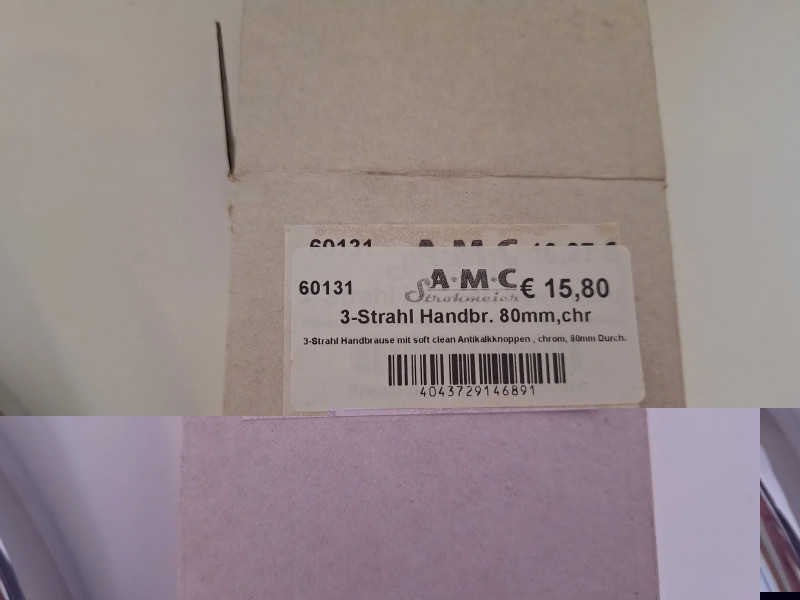 60131
60131 A·M·C Strohmeier € 15,80
3-Strahl Handbr. 80mm,chr
3-Strahl Handbrause mit soft clean Antikalkknoppen , chrom, 80mm Durch.
4043729146891